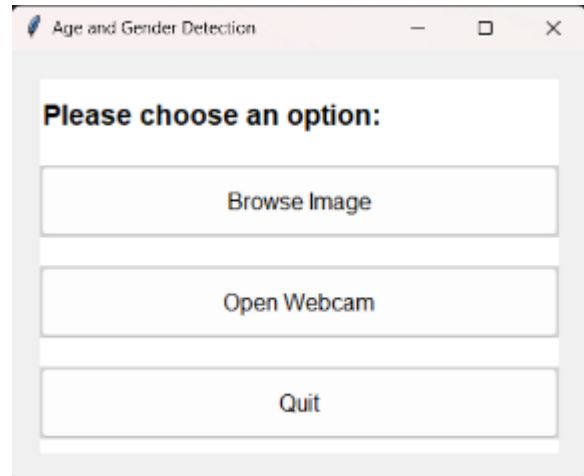 Age and Gender Detection
Please choose an option:
Browse Image
Open Webcam
Quit